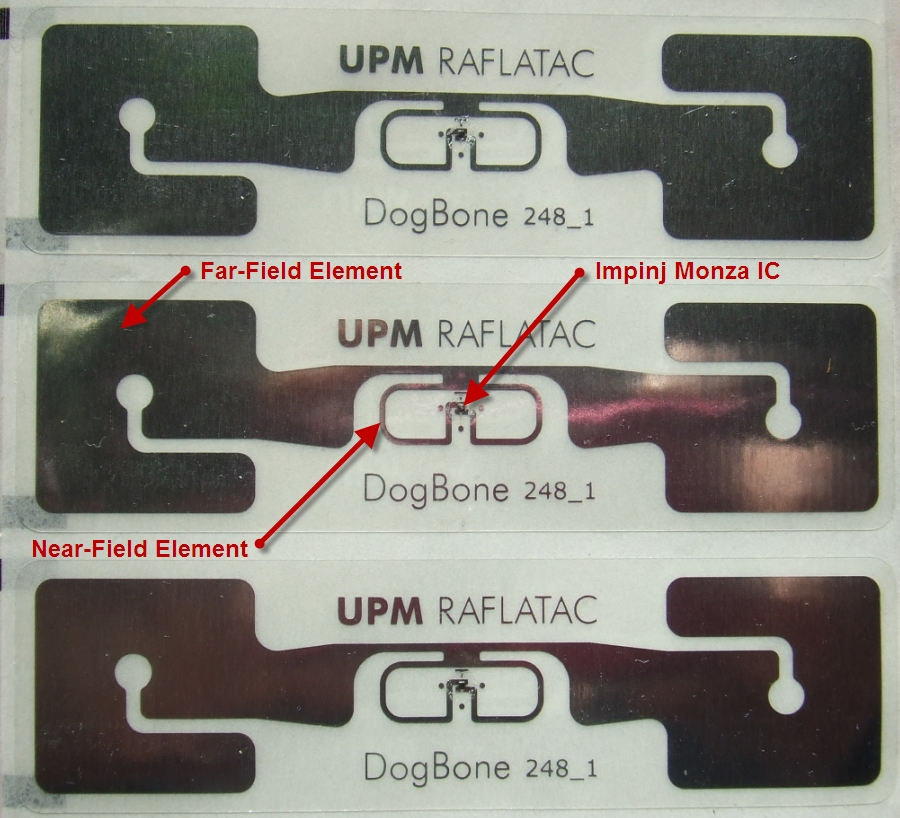 UPM RAFLATAC
DogBone 248_1
Far-Field Element
Impinj Monza IC
UPM RAFLATAC
DogBone 248_1
Near-Field Element
UPM RAFLATAC
DogBone 248_1